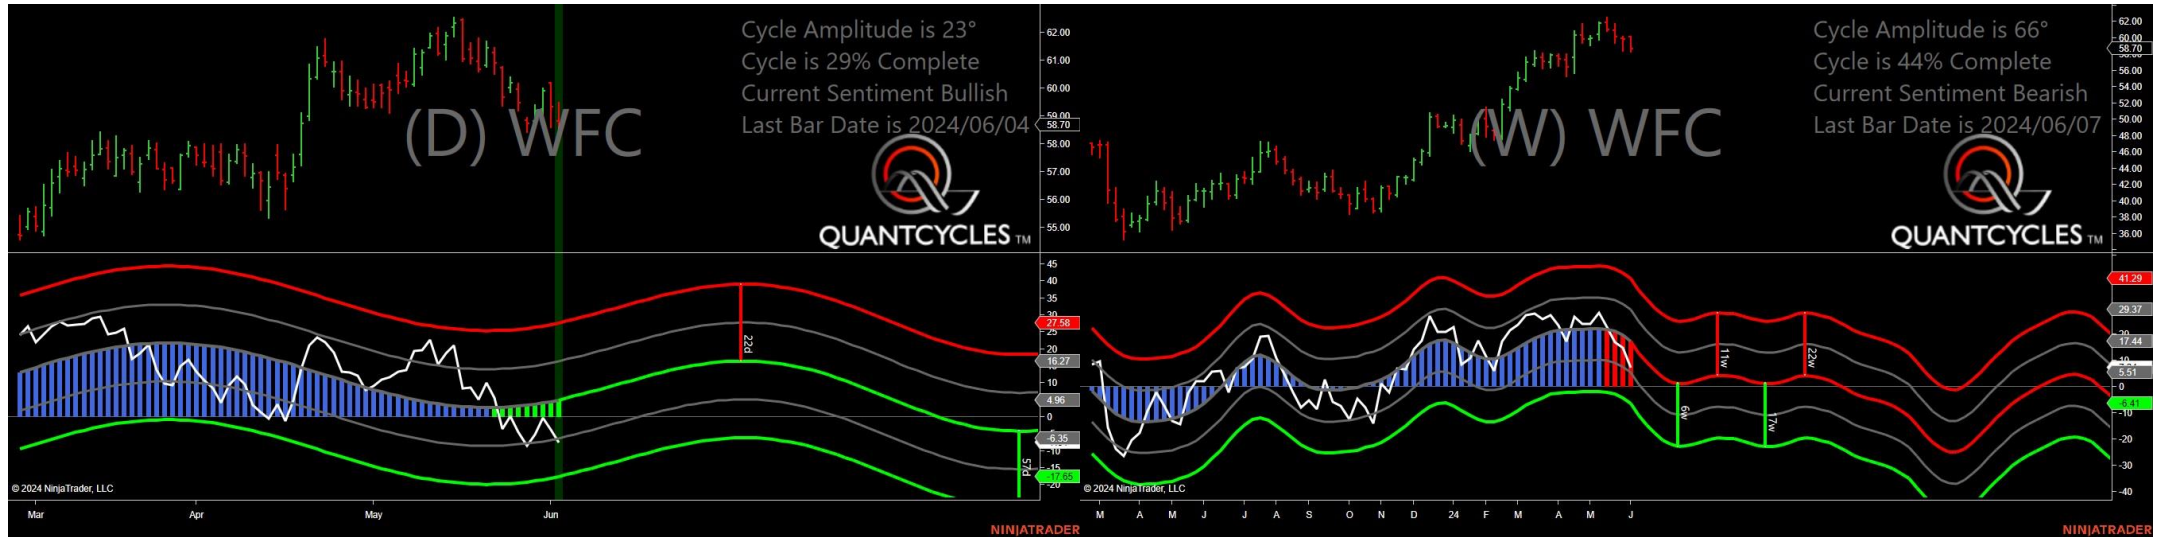 Cycle Amplitude is 23°
Cycle is 29% Complete
Current Sentiment Bullish
Last Bar Date is 2024/06/04
(D) WFC
QUANTCYCLES TM
62.00
61.00
60.00
59.00
58.70
58.00
57.00
56.00
55.00
45
40
35
30
27.58
25
20
16.27
15
10
4.96
0
-6.35
-10
-15
-17.65
-20
22d
57d
© 2024 NinjaTrader, LLC
Mar
Apr
May
Jun
NINJATRADER
Cycle Amplitude is 66°
Cycle is 44% Complete
Current Sentiment Bearish
Last Bar Date is 2024/06/07
(W) WFC
QUANTCYCLES TM
62.00
60.00
58.70
56.00
54.00
52.00
50.00
48.00
46.00
44.00
42.00
40.00
38.00
36.00
41.29
29.37
20
17.44
10
5.51
0
-6.41
-10
-20
-30
-40
11w
22w
6w
17w
© 2024 NinjaTrader, LLC
M A M J J A S O N D 24 F M A M J
NINJATRADER